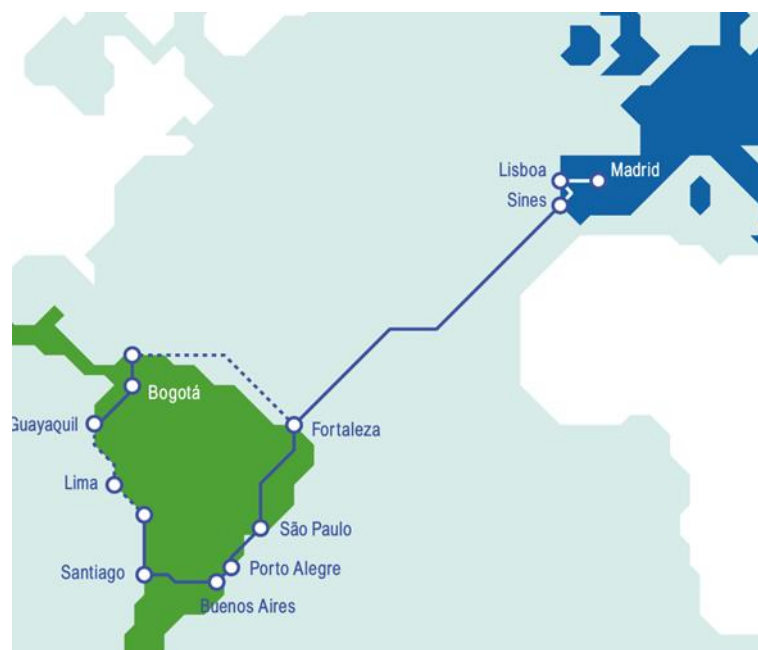 Lisboa
Madrid
Sines
Bogotá
Guayaquil
Fortaleza
Lima
São Paulo
Santiago
Porto Alegre
Buenos Aires